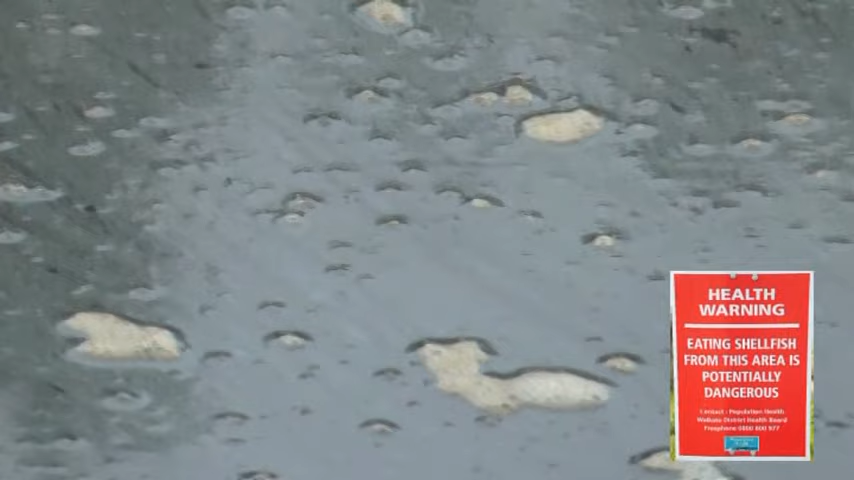 HEALTH
WARNING
EATING SHELLFISH
FROM THIS AREA IS
POTENTIALLY
DANGEROUS
Contact - Population Health
Waikato District Health Board
Freephone 0800 800 977